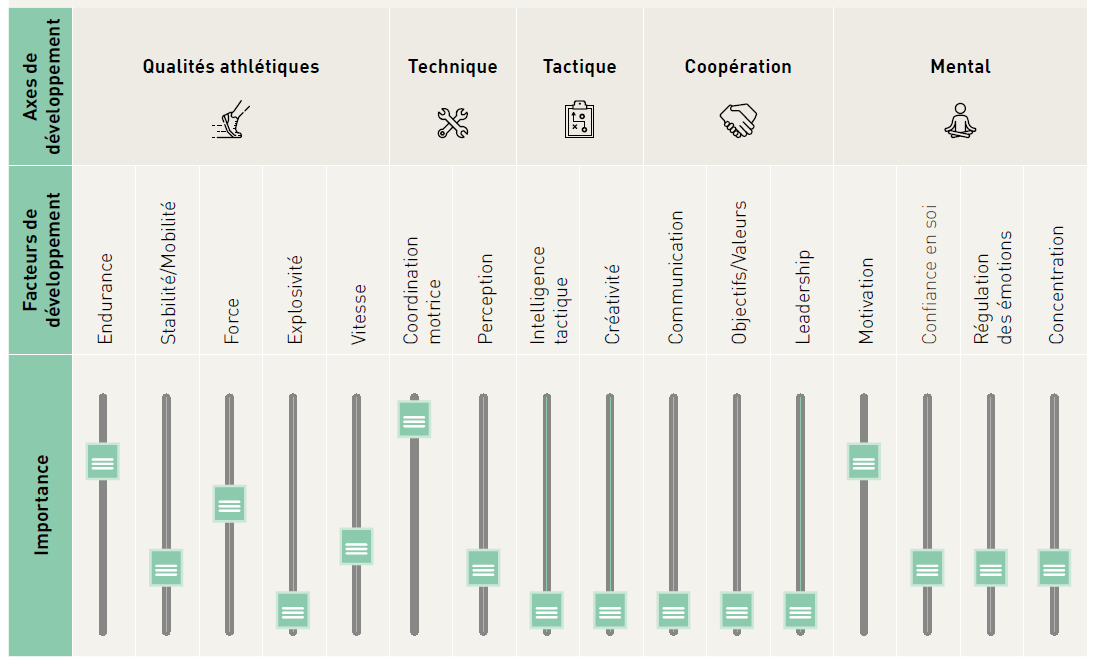 Axes de
développement
Qualités athlétiques
Technique
Tactique
Coopération
Mental
Facteurs de
développement
Endurance
Stabilité/Mobilité
Force
Explosivité
Vitesse
Coordination
motrice
Perception
Intelligence
tactique
Créativité
Communication
Objectifs/Valeurs
Leadership
Motivation
Confiance en soi
Régulation
des émotions
Concentration
Importance